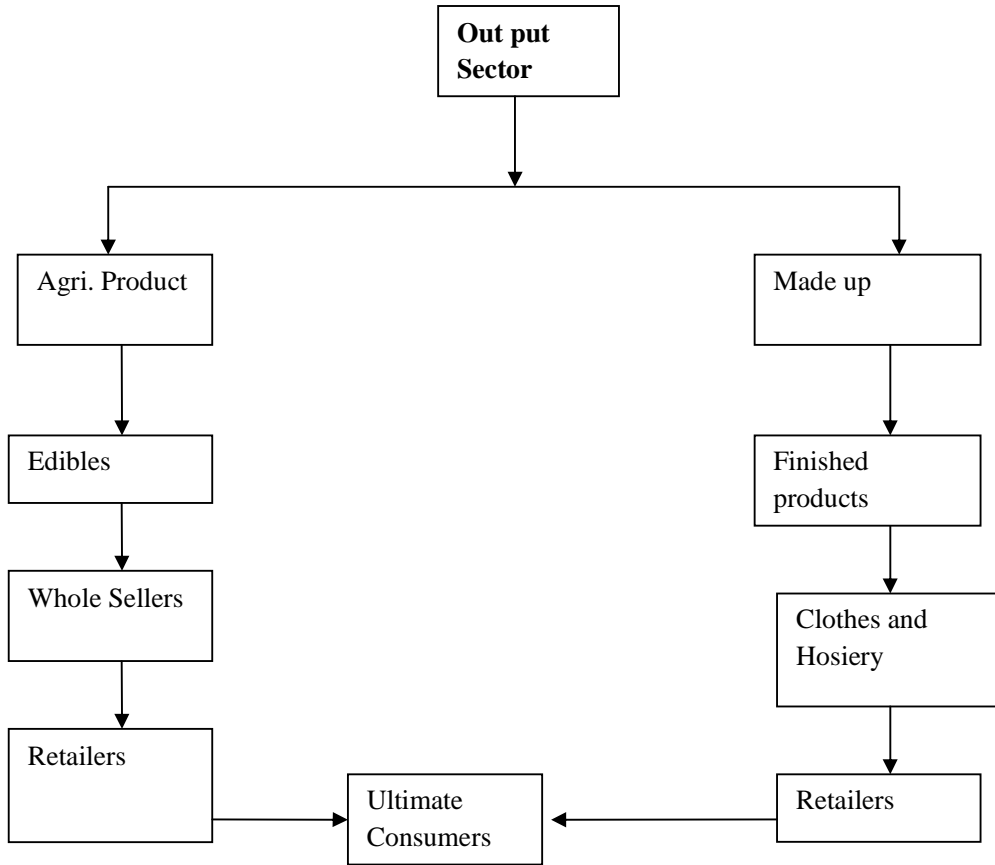 Out put
Sector
Agri. Product
Made up
Edibles
Finished
products
Whole Sellers
Clothes and
Hosiery
Retailers
Ultimate
Consumers
Retailers